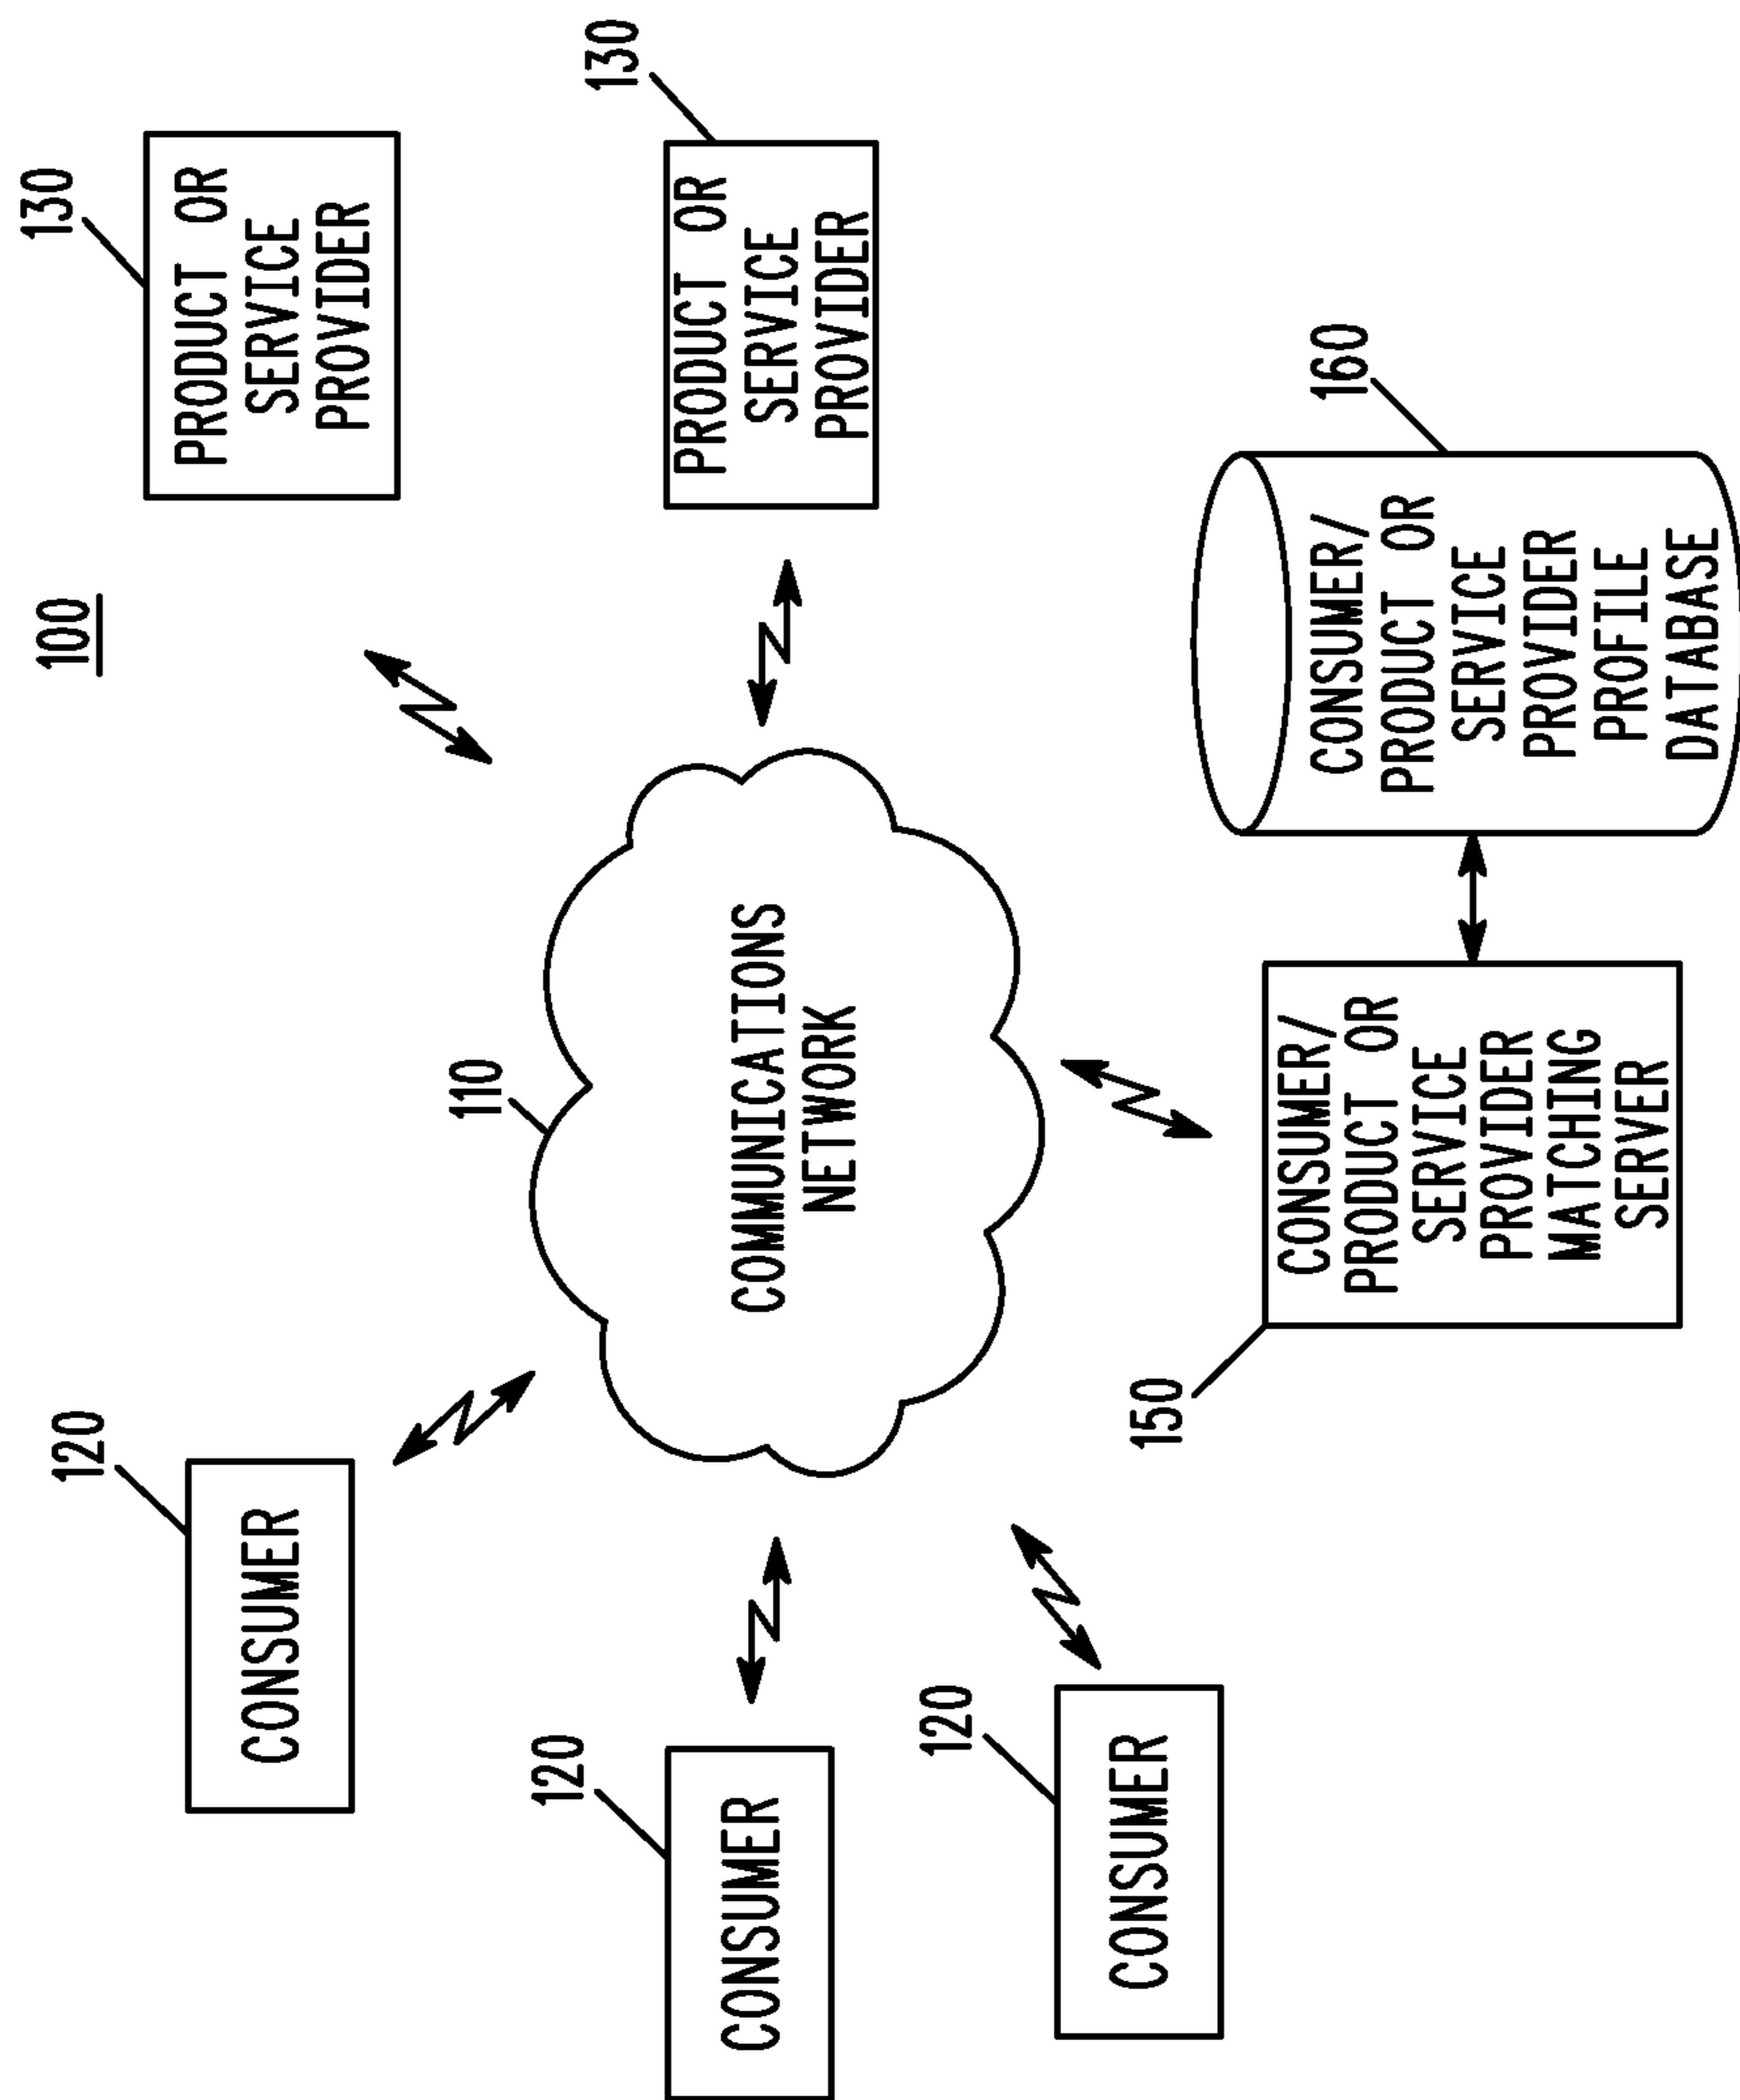 100
120
CONSUMER
130
PRODUCT OR
SERVICE
PROVIDER
110
COMMUNICATIONS
NETWORK
120
CONSUMER
130
PRODUCT OR
SERVICE
PROVIDER
120
CONSUMER
150
CONSUMER/
PRODUCT OR
SERVICE
PROVIDER
MATCHING
SERVER
160
CONSUMER/
PRODUCT OR
SERVICE
PROVIDER
PROFILE
DATABASE